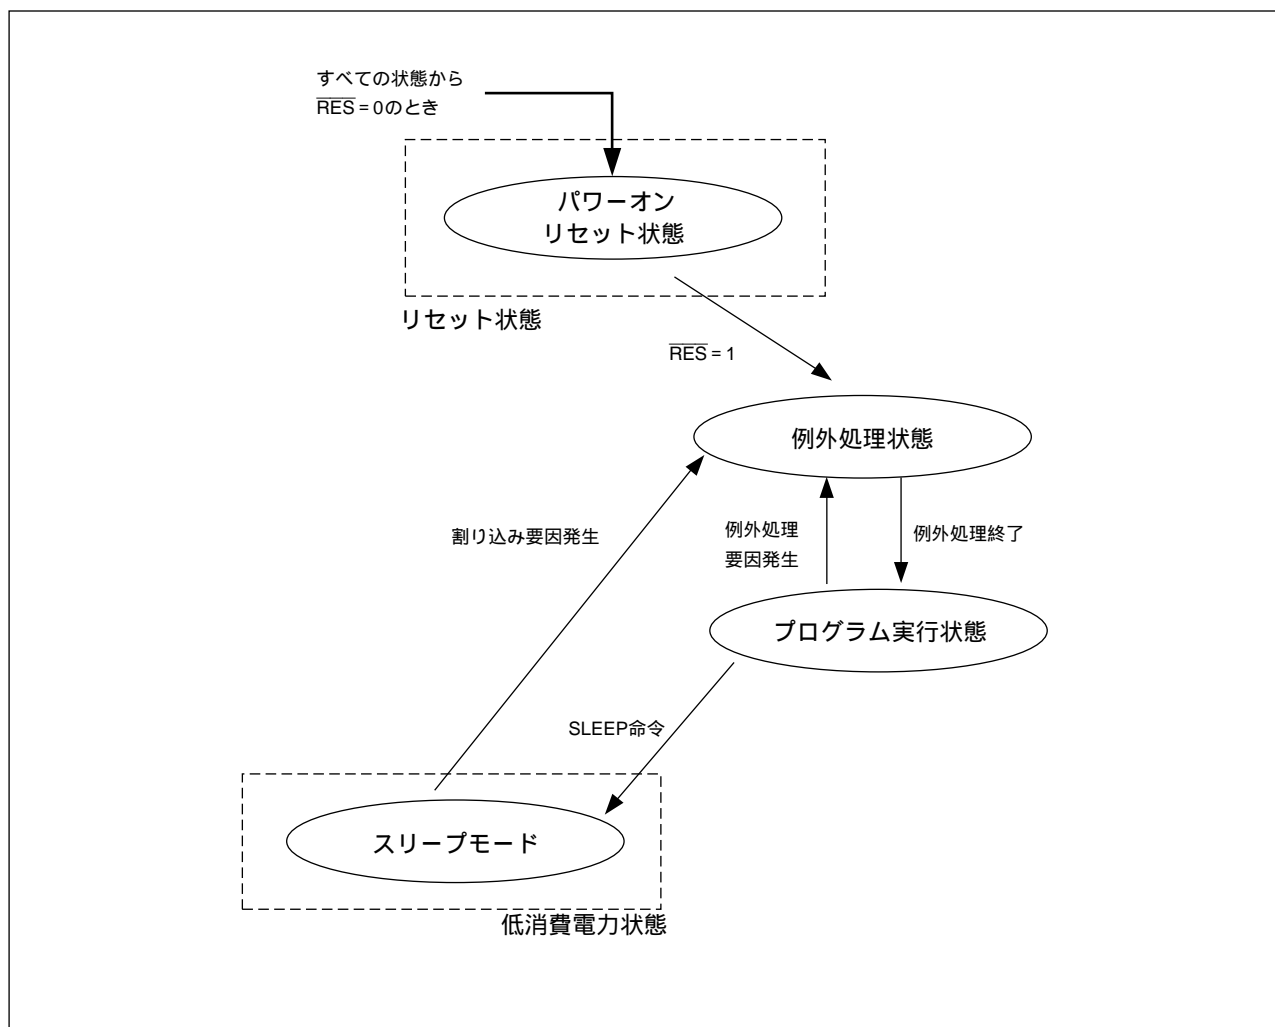 すべての状態から
R̅E̅S̅ = 0のとき
パワーオン
リセット状態
リセット状態
R̅E̅S̅ = 1
例外処理状態
割り込み要因発生
例外処理
要因発生
例外処理終了
プログラム実行状態
SLEEP命令
スリープモード
低消費電力状態